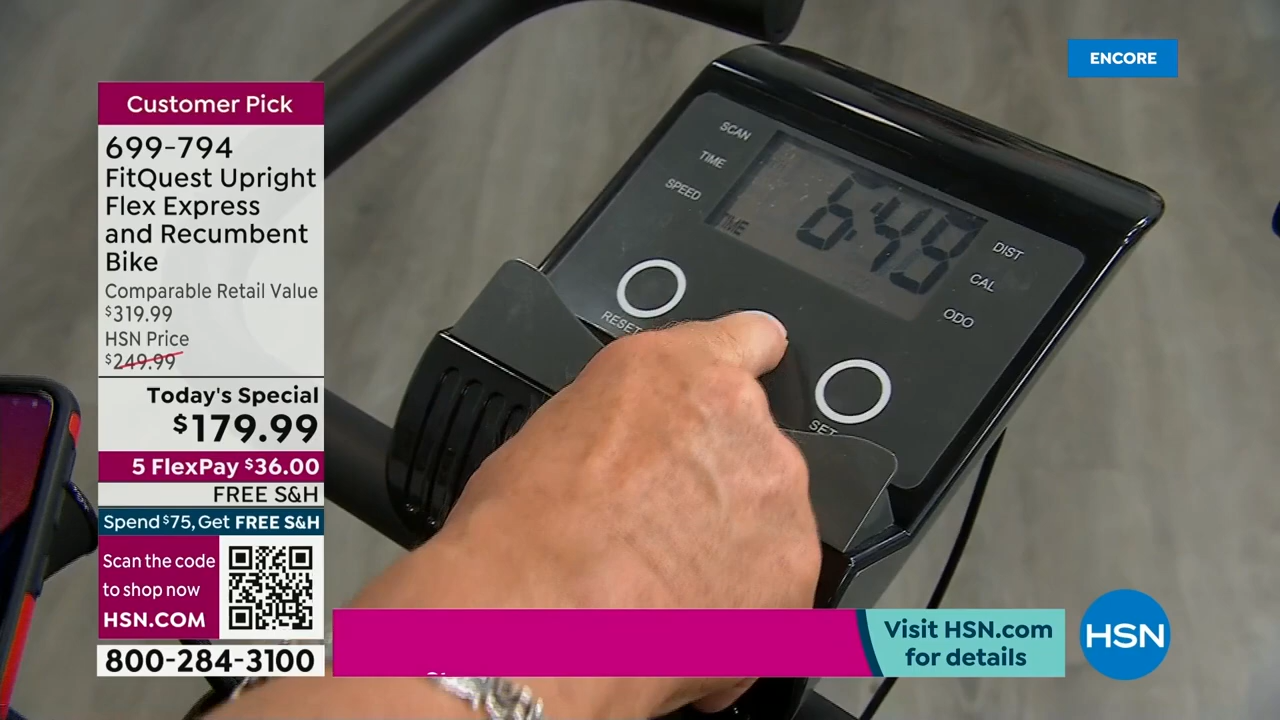 ENCORE
Customer Pick
699-794
FitQuest Upright
Flex Express
and Recumbent
Bike
Comparable Retail Value
$319.99
HSN Price
$249.99
Today's Special
$179.99
5 FlexPay $36.00
FREE S&H
Spend $75, Get FREE S&H
Scan the code
to shop now
HSN.COM
800-284-3100
SCAN
TIME
SPEED
TIME
6:49
DIST
CAL
ODO
RESET
SET
Visit HSN.com
for details
HSN